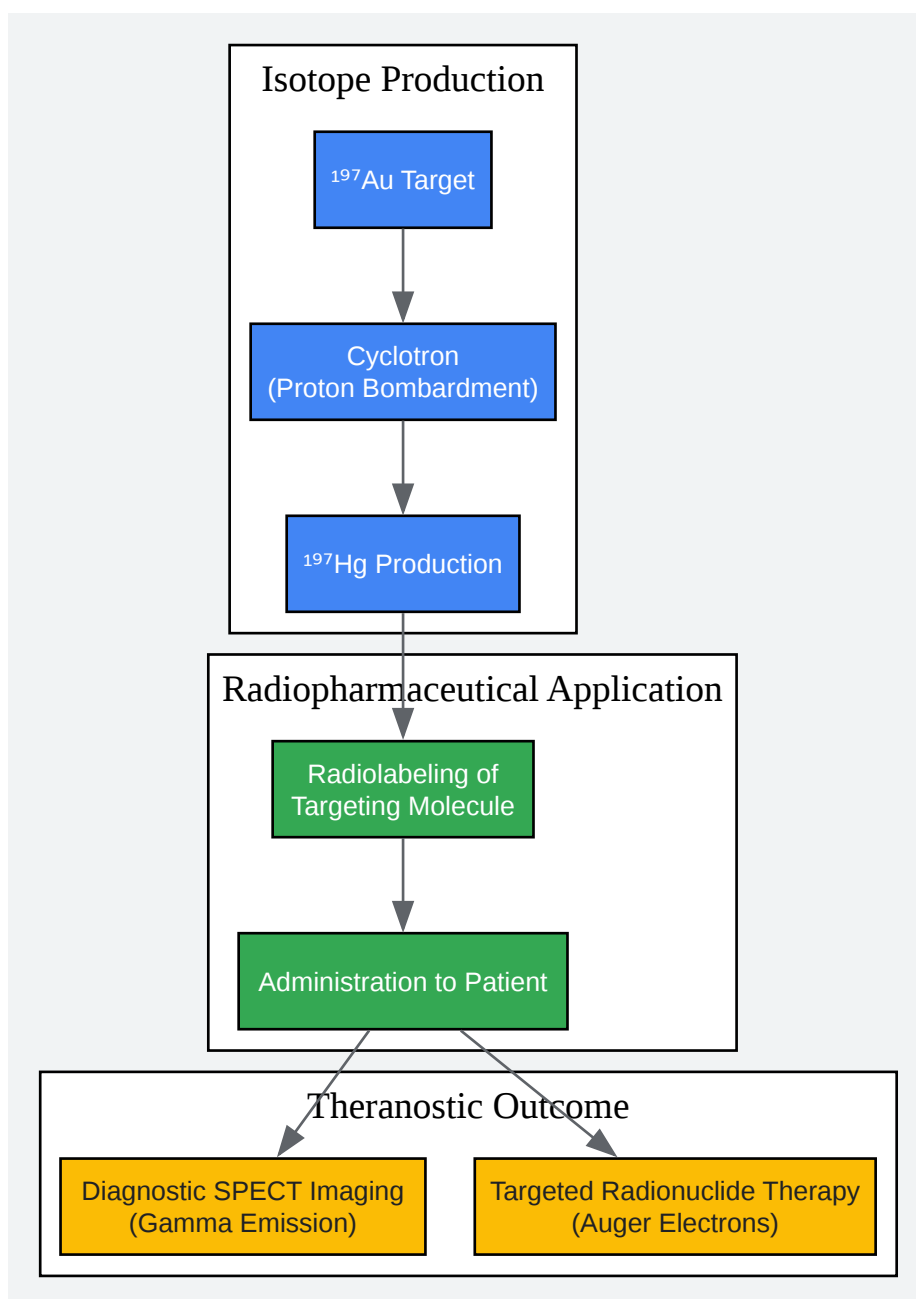 Isotope Production
¹⁹⁷Au Target
Cyclotron
(Proton Bombardment)
¹⁹⁷Hg Production
Radiopharmaceutical Application
Radiolabeling of
Targeting Molecule
Administration to Patient
Theranostic Outcome
Diagnostic SPECT Imaging
(Gamma Emission)
Targeted Radionuclide Therapy
(Auger Electrons)